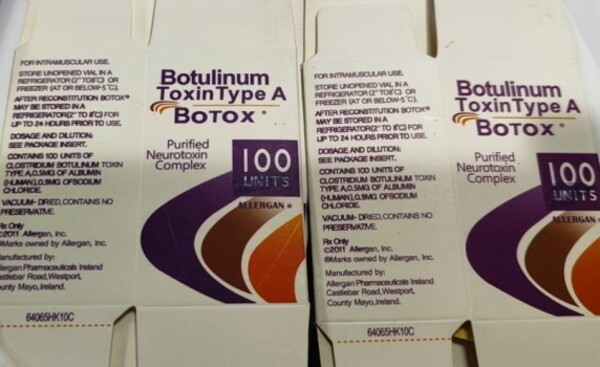 FOR INTRAMUSCULAR USE.
STORE UNOPENED VIAL IN A
REFRIGERATOR (2° TO8℃) OR
FREEZER (AT OR BELOW-5℃).
AFTER RECONSTITUTION BOTOX®
MAY BE STORED IN A
REFRIGERATOR(2° TO 8℃) FOR
UP TO 24 HOURS PRIOR TO USE.
DOSAGE AND DILUTION:
SEE PACKAGE INSERT.
CONTAINS 100 UNITS OF
CLOSTRIDIUM BOTULINUM TOXIN
TYPE A,0.5MG OF ALBUMIN
(HUMAN),0.9MG OFSODIUM
CHLORIDE.
VACUUM- DRIED,CONTAINS NO
PRESERVATIVE.
Rx Only
©2011 Allergan, Inc.
®Marks owned by Allergan, Inc.
Manufactured by:
Allergan Pharmaceuticals Ireland
Castlebar Road,Westport,
County Mayo,Ireland.
64065HK10C
Botulinum
Toxin Type A
BOTOX ®
Purified
Neurotoxin
Complex
100
UNITS
ALLERGAN
FOR INTRAMUSCULAR USE.
STORE UNOPENED VIAL IN A
REFRIGERATOR (2° TO8℃) OR
FREEZER (AT OR BELOW-5℃).
AFTER RECONSTITUTION BOTOX®
MAY BE STORED IN A
REFRIGERATOR(2° TO 8℃) FOR
UP TO 24 HOURS PRIOR TO USE.
DOSAGE AND DILUTION:
SEE PACKAGE INSERT.
CONTAINS 100 UNITS OF
CLOSTRIDIUM BOTULINUM TOXIN
TYPE A,0.5MG OF ALBUMIN
(HUMAN),0.9MG OFSODIUM
CHLORIDE.
VACUUM- DRIED,CONTAINS NO
PRESERVATIVE.
Rx Only
©2011 Allergan, Inc.
®Marks owned by Allergan, Inc.
Manufactured by:
Allergan Pharmaceuticals Ireland
Castlebar Road,Westport,
County Mayo,Ireland.
64065HK10C
Botulinum
Toxin Type A
BOTOX ®
Purified
Neurotoxin
Complex
100
UNITS
ALLERGAN